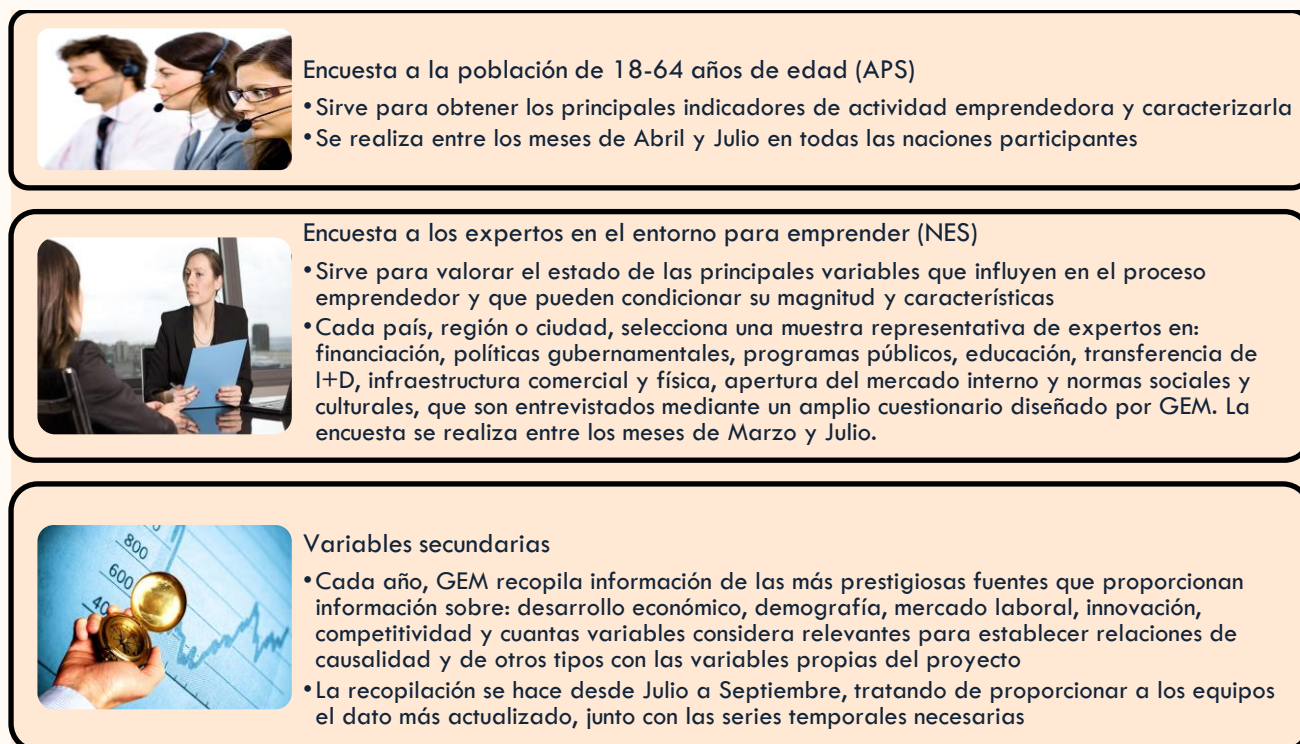 Encuesta a la población de 18-64 años de edad (APS)
•Sirve para obtener los principales indicadores de actividad emprendedora y caracterizarla
•Se realiza entre los meses de Abril y Julio en todas las naciones participantes
Encuesta a los expertos en el entorno para emprender (NES)
•Sirve para valorar el estado de las principales variables que influyen en el proceso
emprendedor y que pueden condicionar su magnitud y características
•Cada país, región o ciudad, selecciona una muestra representativa de expertos en:
financiación, políticas gubernamentales, programas públicos, educación, transferencia de
I+D, infraestructura comercial y física, apertura del mercado interno y normas sociales y
culturales, que son entrevistados mediante un amplio cuestionario diseñado por GEM. La
encuesta se realiza entre los meses de Marzo y Julio.
800
600
40
Variables secundarias
•Cada año, GEM recopila información de las más prestigiosas fuentes que proporcionan
información sobre: desarrollo económico, demografía, mercado laboral, innovación,
competitividad y cuantas variables considera relevantes para establecer relaciones de
causalidad y de otros tipos con las variables propias del proyecto
•La recopilación se hace desde Julio a Septiembre, tratando de proporcionar a los equipos
el dato más actualizado, junto con las series temporales necesarias